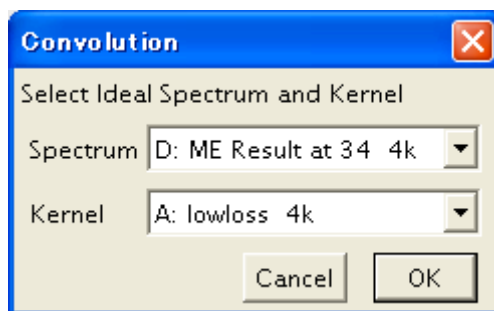 Convolution
Select Ideal Spectrum and Kernel
Spectrum D: ME Result at 34 4k
Kernel A: lowloss 4k
Cancel OK